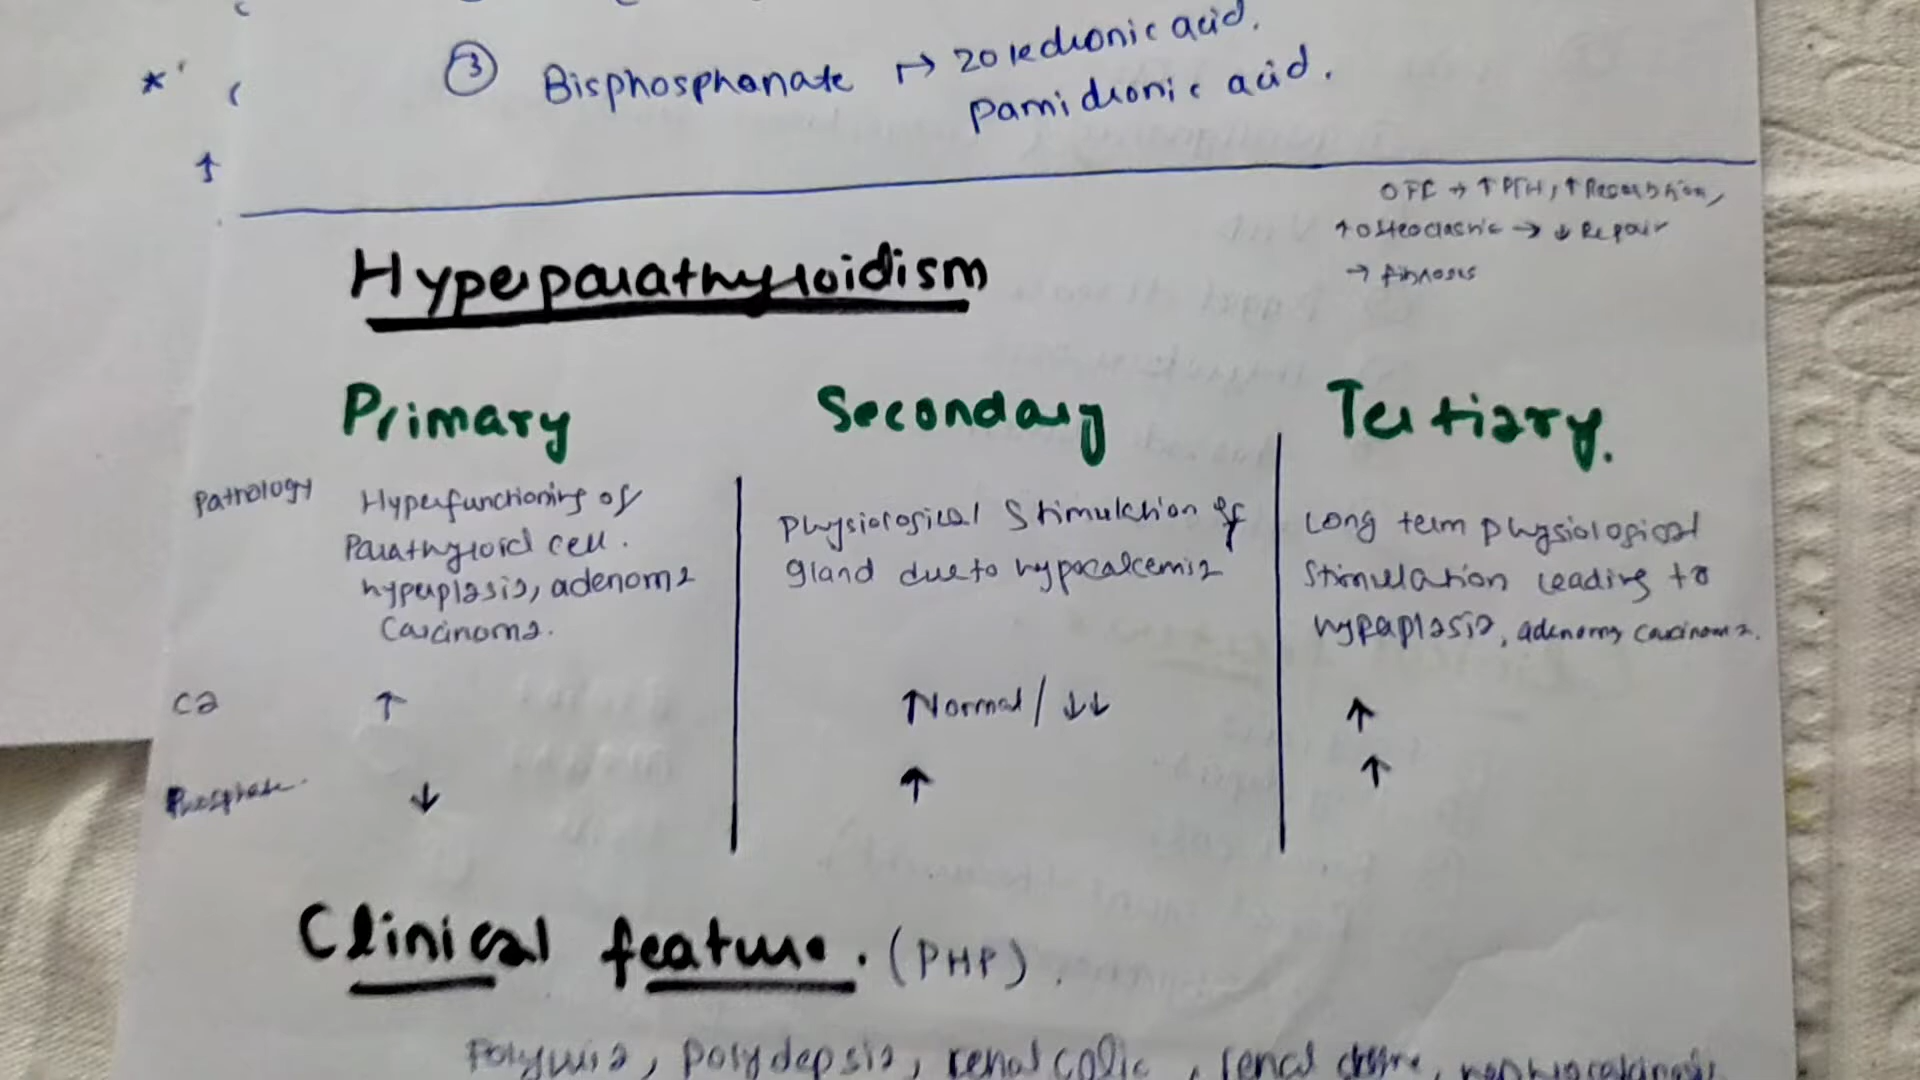 ③ Bisphosphonate ↦ zoledronic acid.
pamidronic acid.
*
↑
OFC → ↑PTH, ↑Resorbtion,
↑osteoclastic → ↓ Repair
→ fibrosis
Hyperparathyroidism
Primary Secondary Tertiary.
Pathology
Hyperfunctioning of
Parathyroid cell.
hyperplasia, adenoma
Carcinoma.
physiological Stimulation of
gland due to hypocalcemia
Long term physiological
Stimulation leading to
hyperplasia, adenoma carcinoma.
Ca ↑ ↑Normal / ↓↓ ↑
Phosphate ↓ ↑ ↑
Clinical feature. (PHP).
Polyuria, polydepsia, renal colic, renal